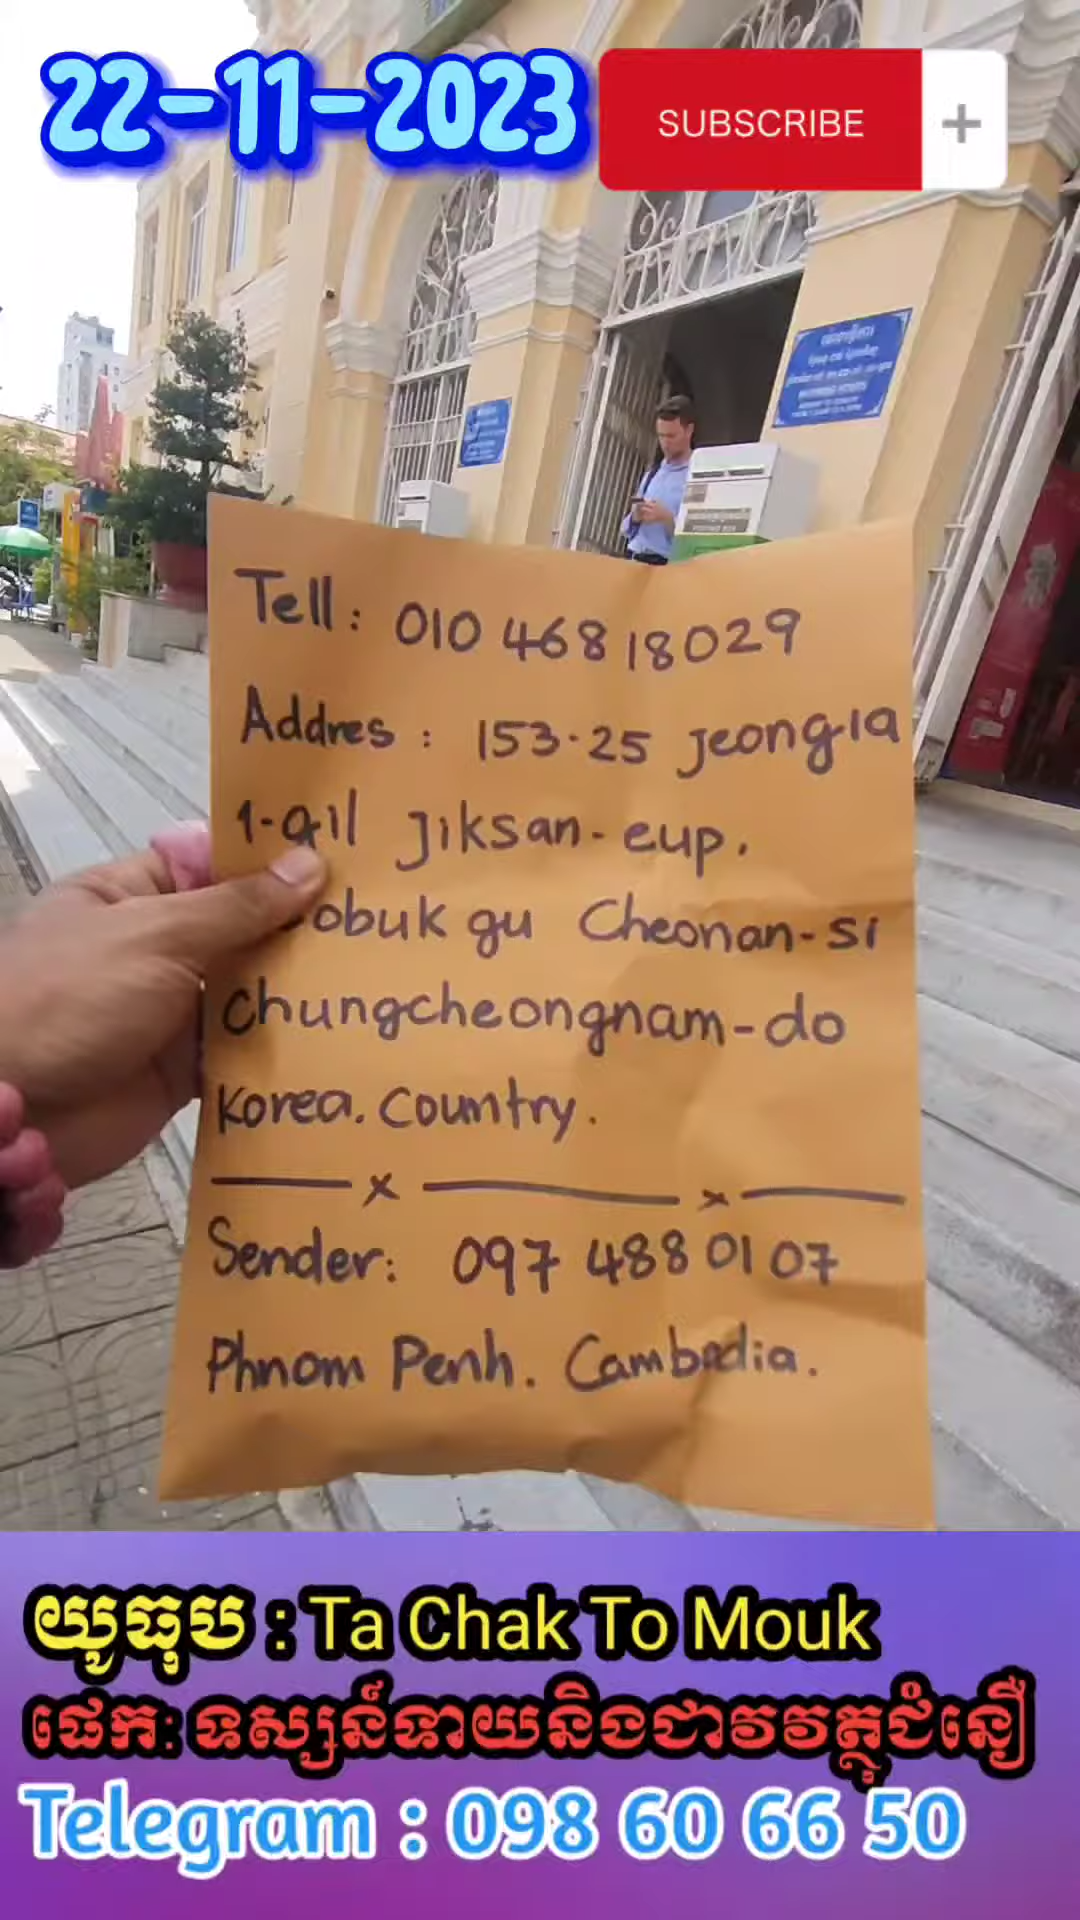 22-11-2023
SUBSCRIBE +
Tell: 010 468 18029
Addres : 153.25 Jeongja
1-gil Jiksan-eup.
obuk gu Cheonan-si
Chungcheongnam-do
Korea. Country.
x x
Sender: 097 488 01 07
Phnom Penh. Cambodia.
យូធុប : Ta Chak To Mouk
ផេក: ទស្សន៍ទាយនិងជាវវត្ថុជំនឿ
Telegram : 098 60 66 50